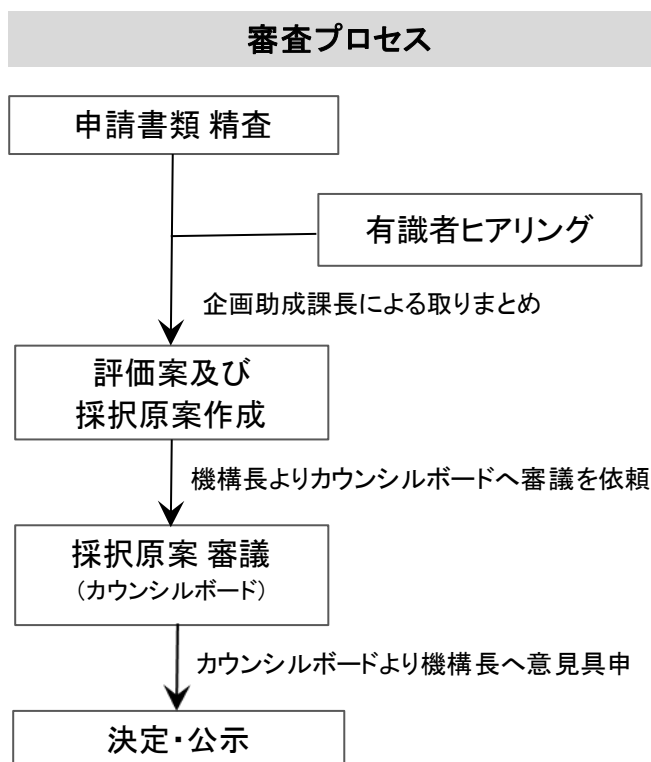 審査プロセス
申請書類 精査
有識者ヒアリング
企画助成課長による取りまとめ
評価案及び
採択原案作成
機構長よりカウンシルボードへ審議を依頼
採択原案 審議
(カウンシルボード)
カウンシルボードより機構長へ意見具申
決定・公示